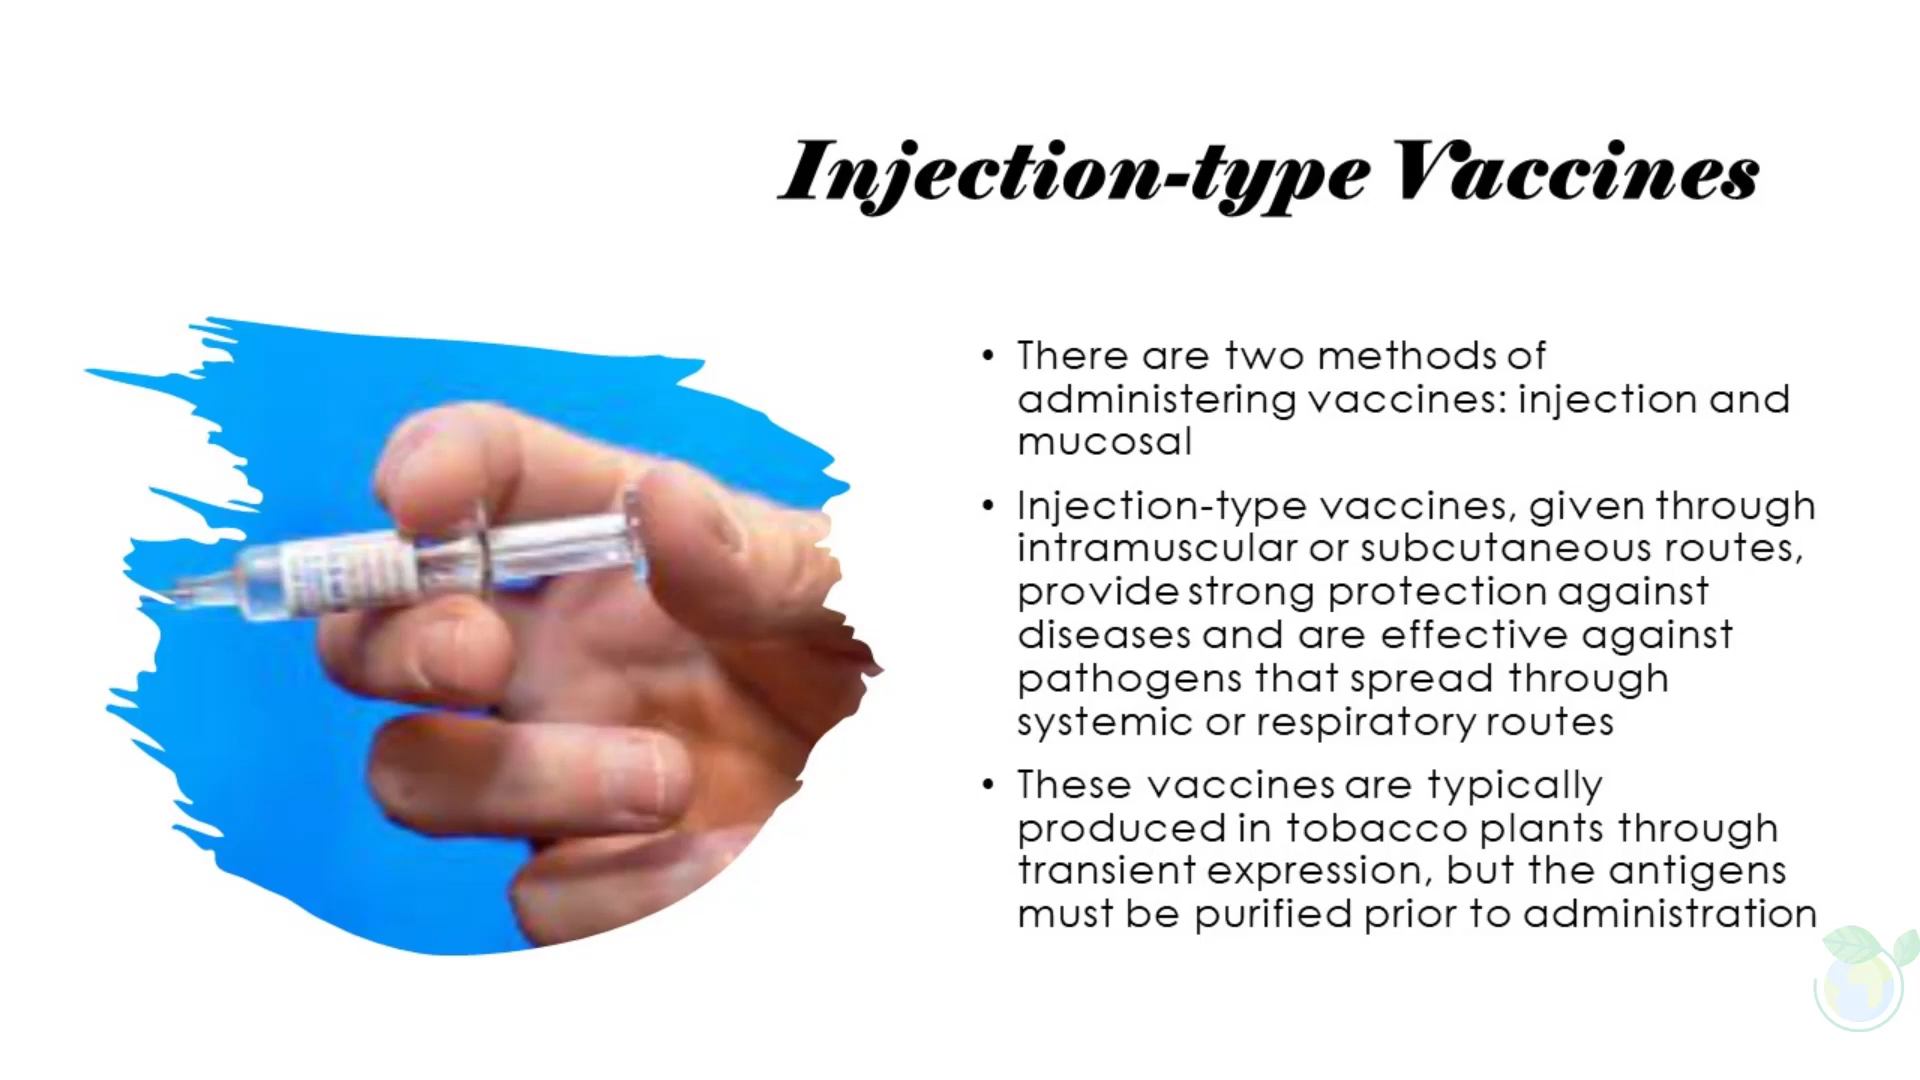 Injection-type Vaccines
• There are two methods of
administering vaccines: injection and
mucosal
• Injection-type vaccines, given through
intramuscular or subcutaneous routes,
provide strong protection against
diseases and are effective against
pathogens that spread through
systemic or respiratory routes
• These vaccines are typically
produced in tobacco plants through
transient expression, but the antigens
must be purified prior to administration